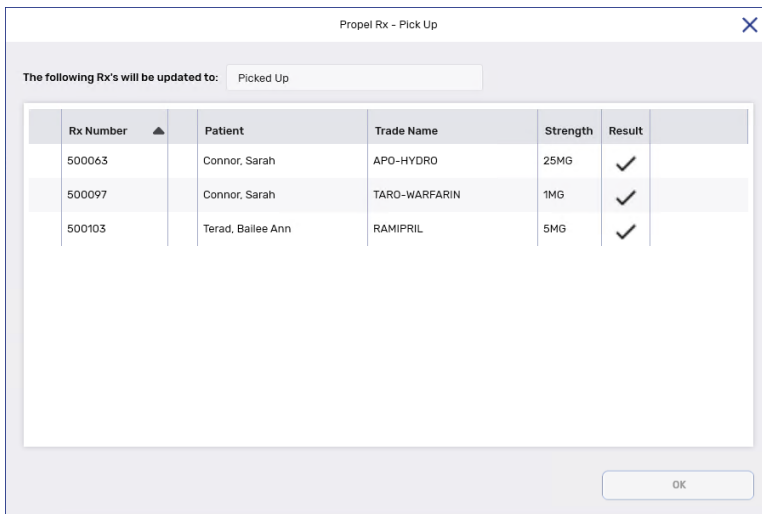 Propel Rx - Pick Up
The following Rx's will be updated to: Picked Up
Rx Number Patient Trade Name Strength Result
500063 Connor, Sarah APO-HYDRO 25MG
500097 Connor, Sarah TARO-WARFARIN 1MG
500103 Terad, Bailee Ann RAMIPRIL 5MG
OK